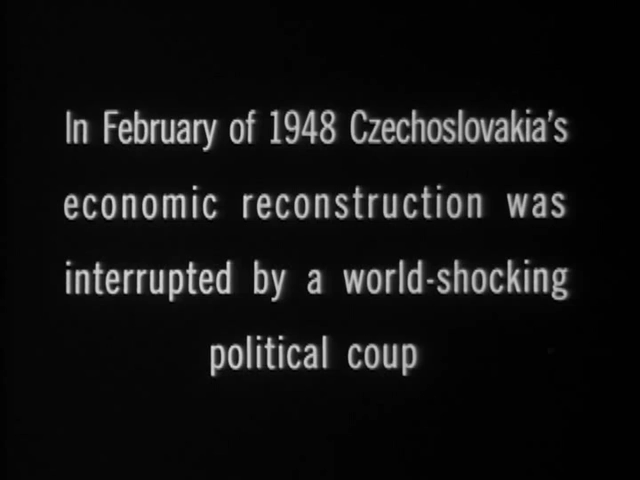 In February of 1948 Czechoslovakia's
economic reconstruction was
interrupted by a world-shocking
political coup